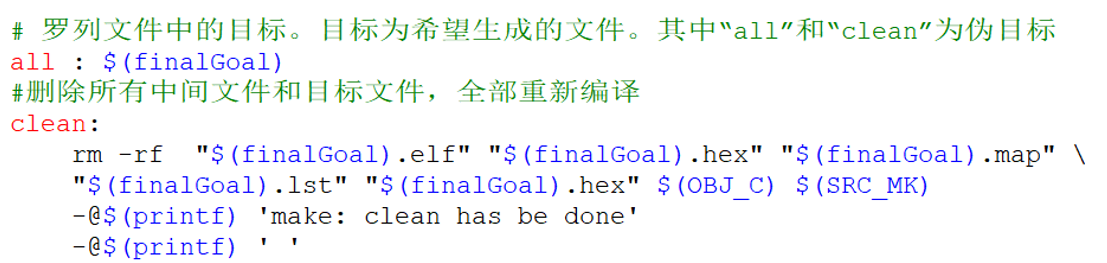 # 罗列文件中的目标。目标为希望生成的文件。其中“all”和“clean”为伪目标
all : $(finalGoal)
#删除所有中间文件和目标文件，全部重新编译
clean:
    rm -rf  "$(finalGoal).elf" "$(finalGoal).hex" "$(finalGoal).map" \
    "$(finalGoal).lst" "$(finalGoal).hex" $(OBJ_C) $(SRC_MK)
    -@$(printf) 'make: clean has be done'
    -@$(printf) ' '